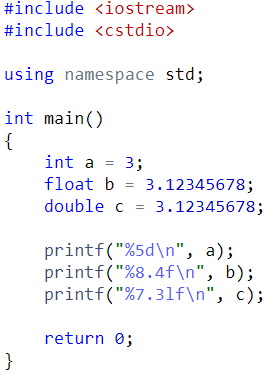 #include <iostream>
#include <cstdio>

using namespace std;

int main()
{
    int a = 3;
    float b = 3.12345678;
    double c = 3.12345678;

    printf("%5d\n", a);
    printf("%8.4f\n", b);
    printf("%7.3lf\n", c);

    return 0;
}